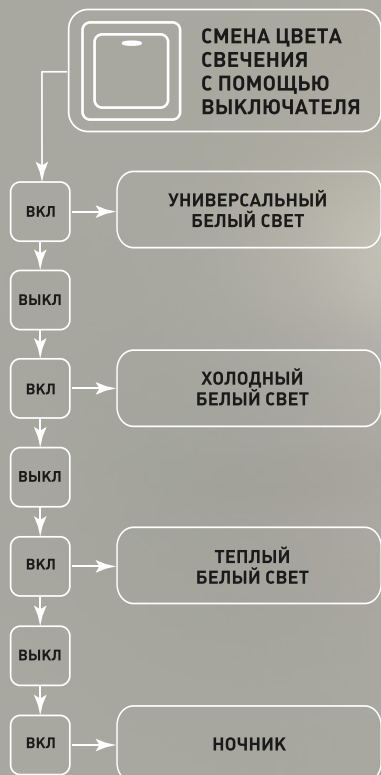 СМЕНА ЦВЕТА
СВЕЧЕНИЯ
С ПОМОЩЬЮ
ВЫКЛЮЧАТЕЛЯ
ВКЛ
УНИВЕРСАЛЬНЫЙ
БЕЛЫЙ СВЕТ
ВЫКЛ
ВКЛ
ХОЛОДНЫЙ
БЕЛЫЙ СВЕТ
ВЫКЛ
ВКЛ
ТЕПЛЫЙ
БЕЛЫЙ СВЕТ
ВЫКЛ
ВКЛ
НОЧНИК